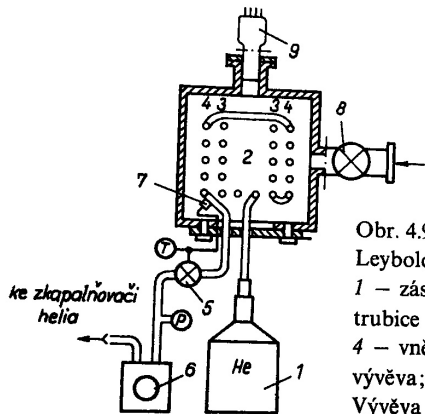 9
4 3 3 4
8
2
7
T
5
ke zkapalňovači
helia
P
6
He
1
Obr. 4.9
Leybold
1 – zás
trubice
4 – vně
vývěva;
Vývěva